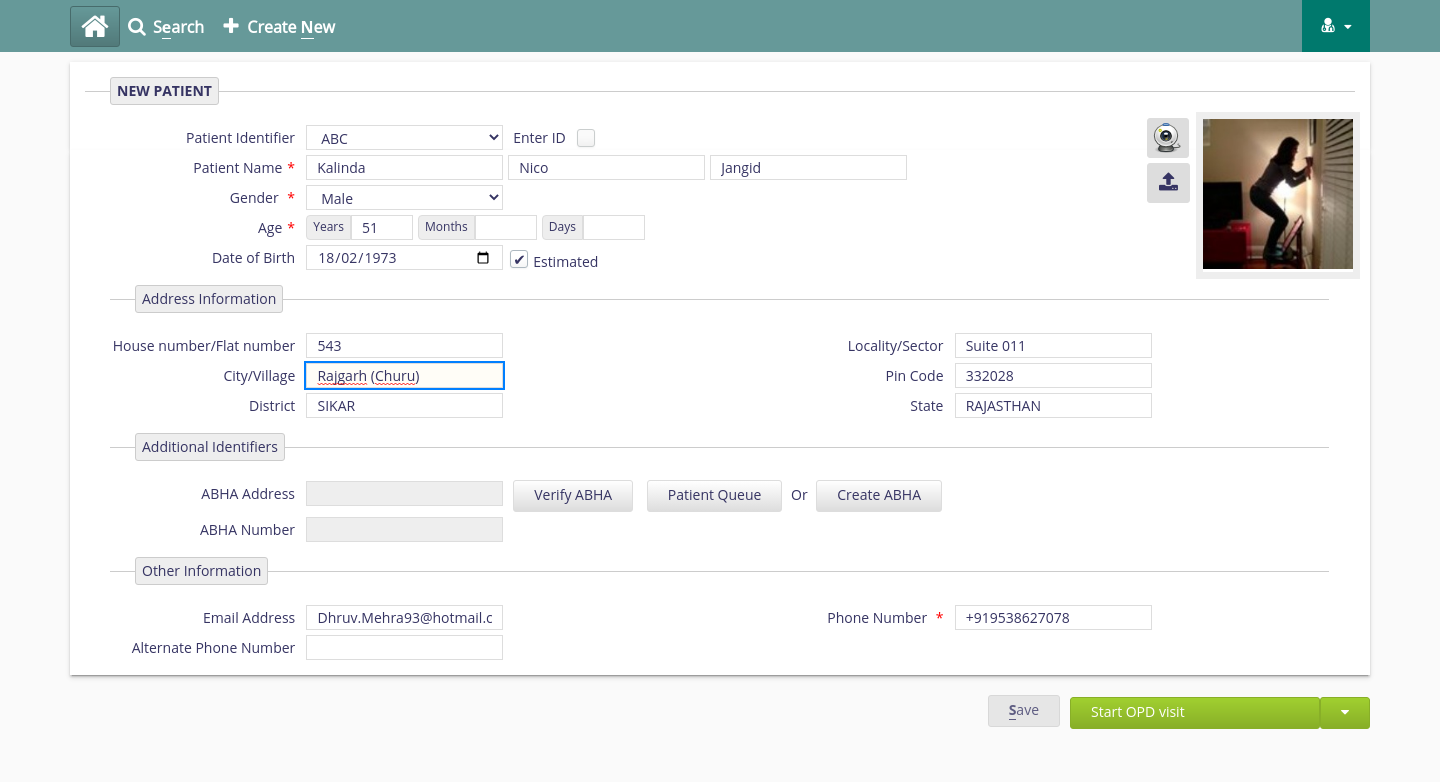 Search Create New
NEW PATIENT
Patient Identifier ABC Enter ID
Patient Name * Kalinda Nico Jangid
Gender * Male
Age * Years 51 Months Days
Date of Birth 18/02/1973 ✔ Estimated
Address Information
House number/Flat number 543 Locality/Sector Suite 011
City/Village Rajgarh (Churu) Pin Code 332028
District SIKAR State RAJASTHAN
Additional Identifiers
ABHA Address Verify ABHA Patient Queue Or Create ABHA
ABHA Number
Other Information
Email Address Dhruv.Mehra93@hotmail.c Phone Number * +919538627078
Alternate Phone Number
Save Start OPD visit